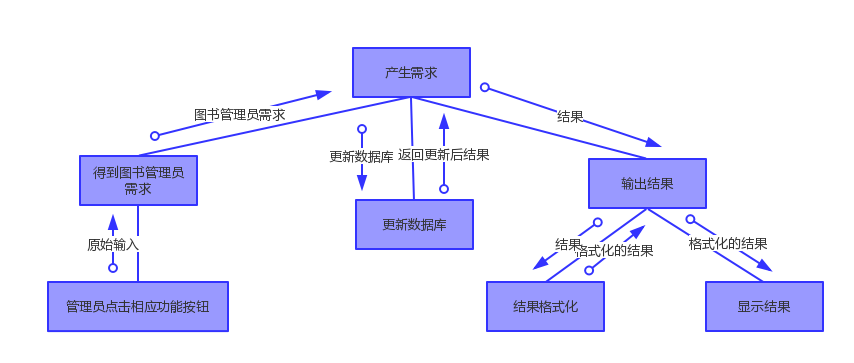 产生需求
图书管理员需求
结果
更新数据库
返回更新后结果
得到图书管理员
需求
输出结果
更新数据库
原始输入
结果
格式化的结果
格式化的结果
管理员点击相应功能按钮
结果格式化
显示结果